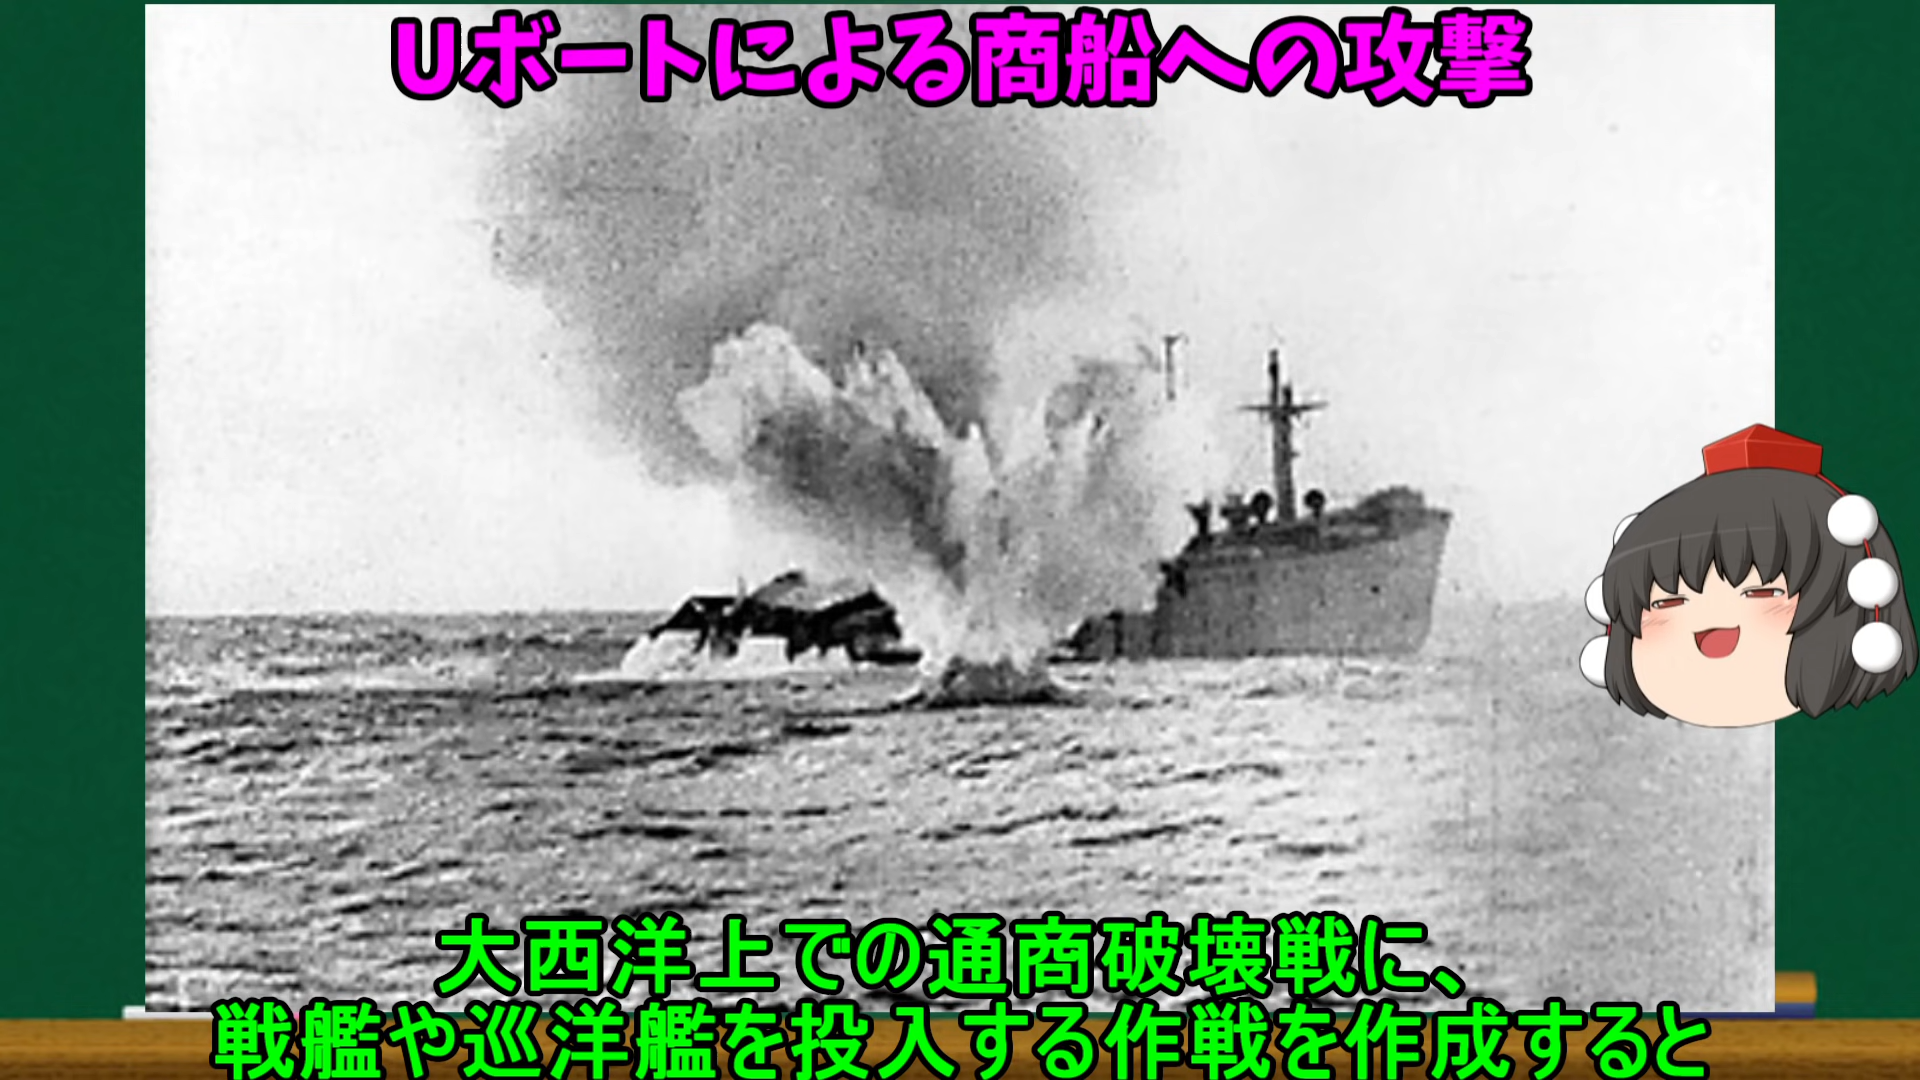 Uボートによる商船への攻撃
大西洋上での通商破壊戦に、
戦艦や巡洋艦を投入する作戦を作成すると